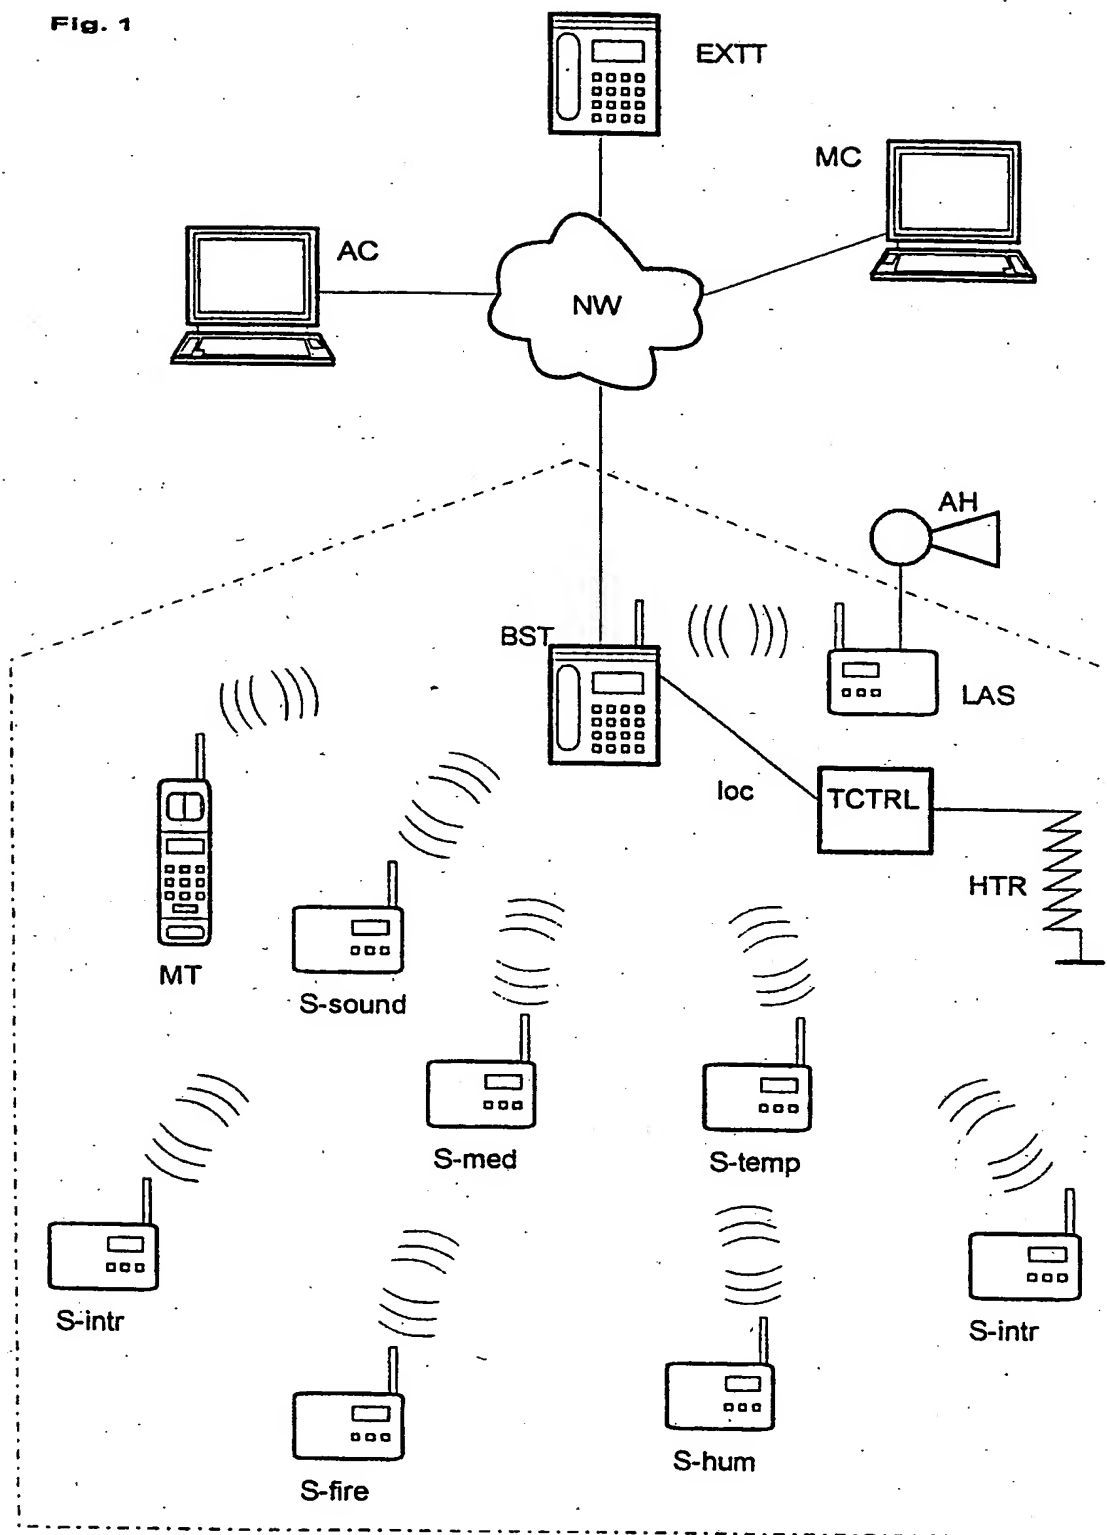 Fig. 1
EXTT
MC
AC
NW
AH
BST
LAS
loc
TCTRL
HTR
MT
S-sound
S-med
S-temp
S-intr
S-intr
S-hum
S-fire